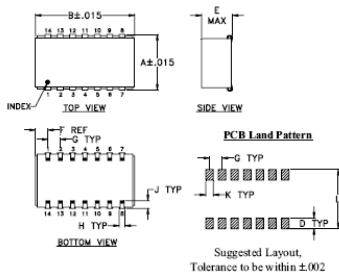 B±.015
E
MAX
14 13 12 11 10 9 8
A±.015
INDEX
1 2 3 4 5 6 7
TOP VIEW
SIDE VIEW
F REF
G TYP
PCB Land Pattern
1 2 3 4 5 6 7
G TYP
J TYP
K TYP
14 13 12 11 10 9 8
H TYP
D TYP
BOTTOM VIEW
Suggested Layout,
Tolerance to be within ±.002